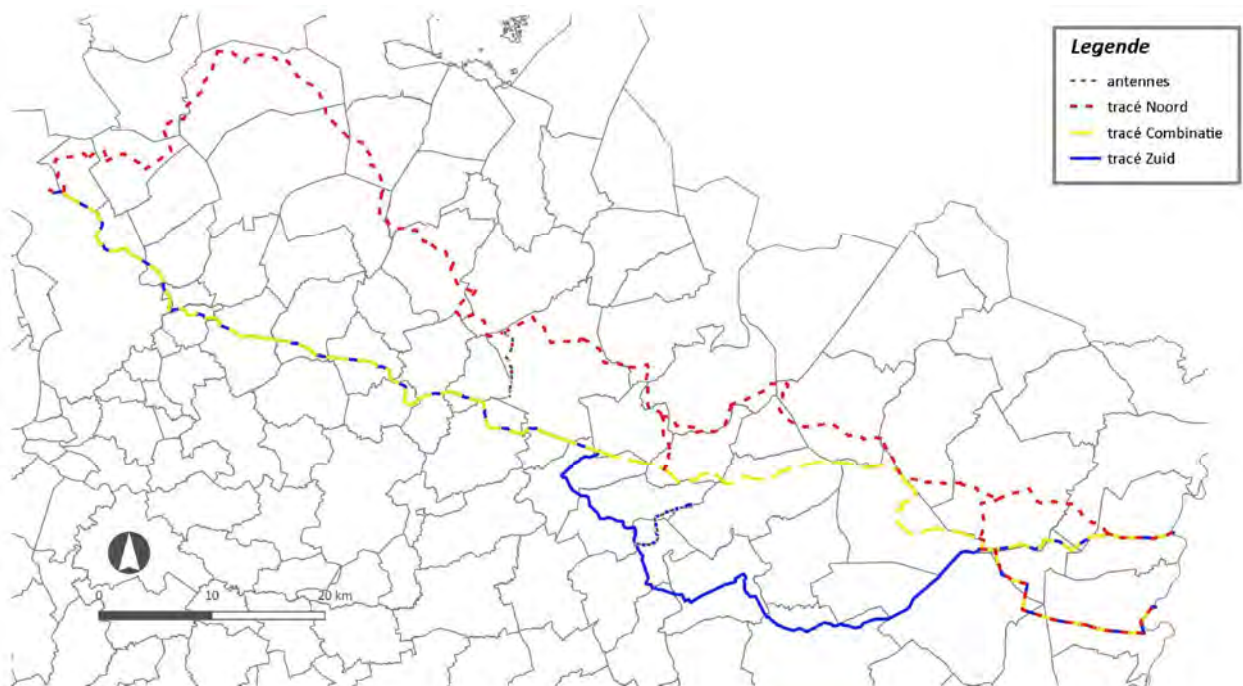 Legende
antennes
tracé Noord
tracé Combinatie
tracé Zuid
0 10 20 km